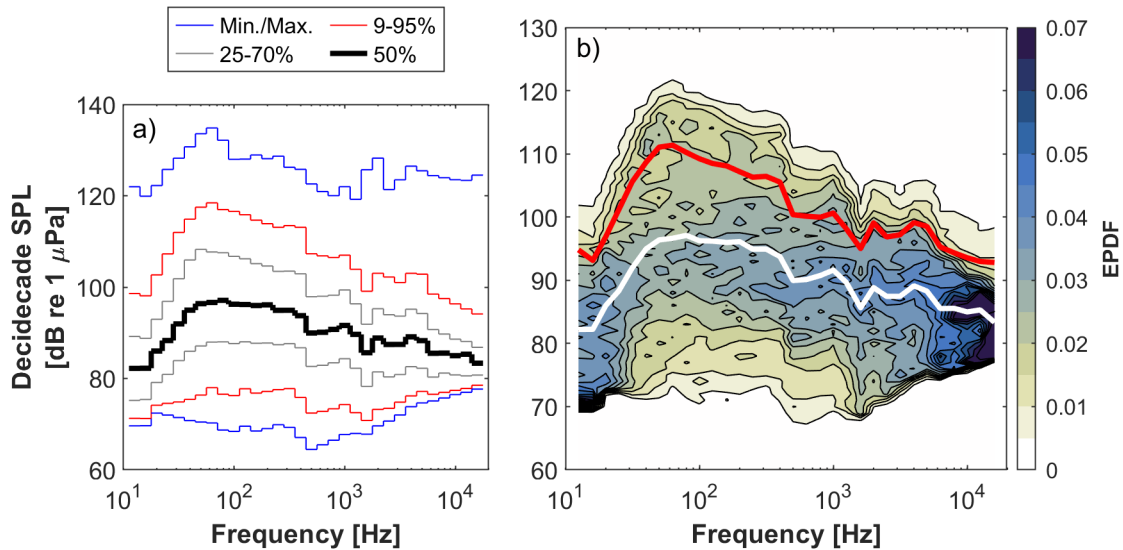 Min./Max. 9-95%
25-70% 50%
a)
140
120
100
80
60
10^1 10^2 10^3 10^4
Frequency [Hz]
Decidecade SPL
[dB re 1 μPa]
b)
130
120
110
100
90
80
70
60
10^1 10^2 10^3 10^4
Frequency [Hz]
0.07
0.06
0.05
0.04
0.03
0.02
0.01
0
EPDF